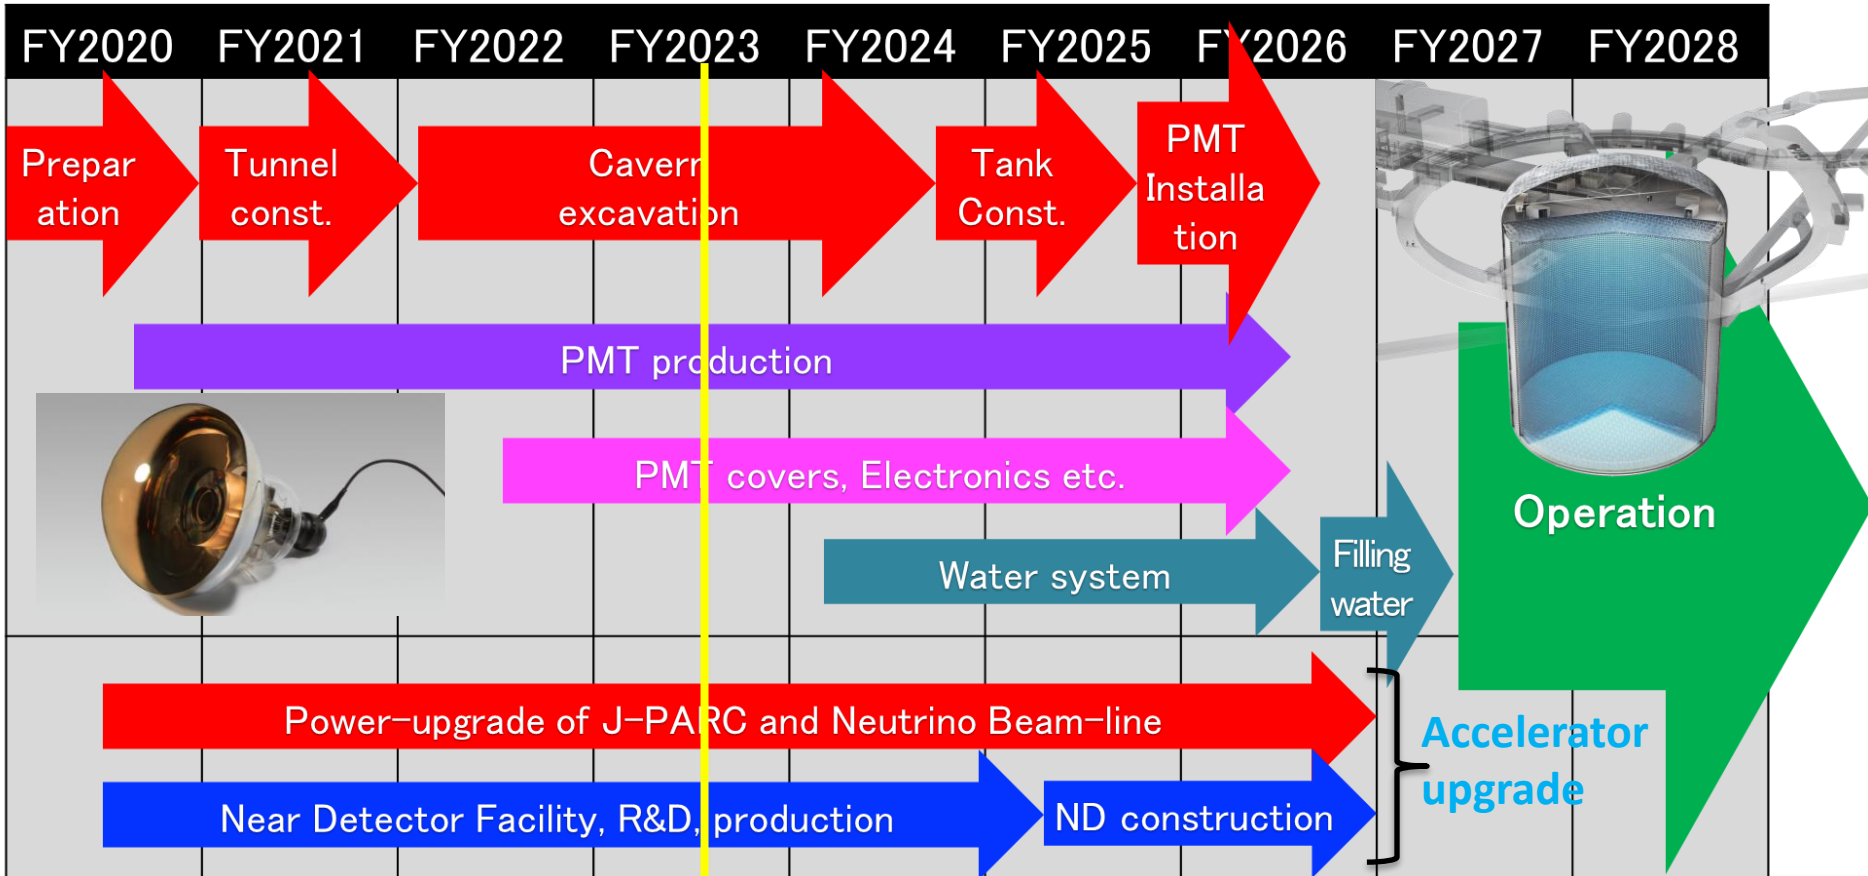 FY2020 FY2021 FY2022 FY2023 FY2024 FY2025 FY2026 FY2027 FY2028
Prepar
ation
Tunnel
const.
Cavern
excavation
Tank
Const.
PMT
Installa
tion
PMT production
PMT covers, Electronics etc.
Water system
Filling
water
Operation
Power-upgrade of J-PARC and Neutrino Beam-line
Near Detector Facility, R&D, production
ND construction
Accelerator
upgrade